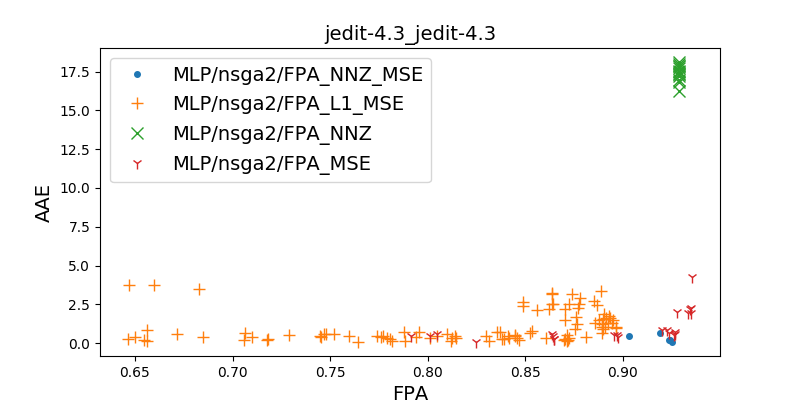 jedit-4.3_jedit-4.3
MLP/nsga2/FPA_NNZ_MSE
MLP/nsga2/FPA_L1_MSE
MLP/nsga2/FPA_NNZ
MLP/nsga2/FPA_MSE
AAE
17.5
15.0
12.5
10.0
7.5
5.0
2.5
0.0
0.65 0.70 0.75 0.80 0.85 0.90
FPA